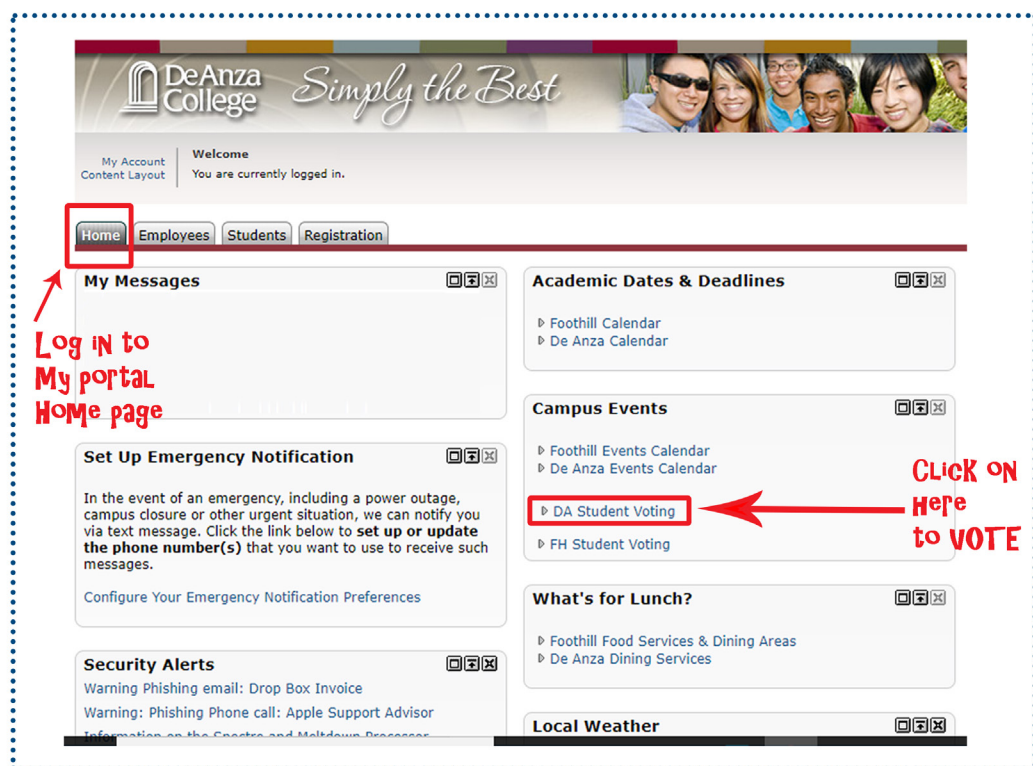 DeAnza
College
Simply the Best
My Account
Content Layout
Welcome
You are currently logged in.
Home
Employees
Students
Registration
Log iN to
My portal
HoMe page
My Messages
Set Up Emergency Notification
In the event of an emergency, including a power outage,
campus closure or other urgent situation, we can notify you
via text message. Click the link below to set up or update
the phone number(s) that you want to use to receive such
messages.
Configure Your Emergency Notification Preferences
Security Alerts
Warning Phishing email: Drop Box Invoice
Warning: Phishing Phone call: Apple Support Advisor
Information on the Spectre and Meltdown Processor
Academic Dates & Deadlines
Foothill Calendar
De Anza Calendar
Campus Events
Foothill Events Calendar
De Anza Events Calendar
DA Student Voting
FH Student Voting
CLicK oN
Here
to VOTE
What's for Lunch?
Foothill Food Services & Dining Areas
De Anza Dining Services
Local Weather